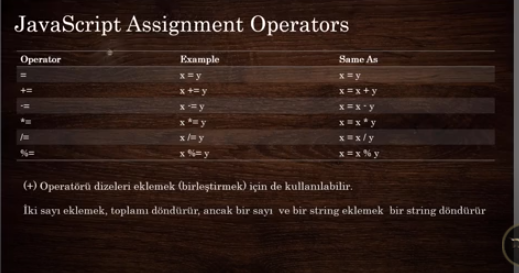 JavaScript Assignment Operators
Operator Example Same As
= x = y x = y
+= x += y x = x + y
-= x -= y x = x - y
*= x *= y x = x * y
/= x /= y x = x / y
%= x %= y x = x % y
(+) Operatörü dizeleri eklemek (birleştirmek) için de kullanılabilir.
İki sayı eklemek, toplamı döndürür, ancak bir sayı ve bir string eklemek bir string döndürür